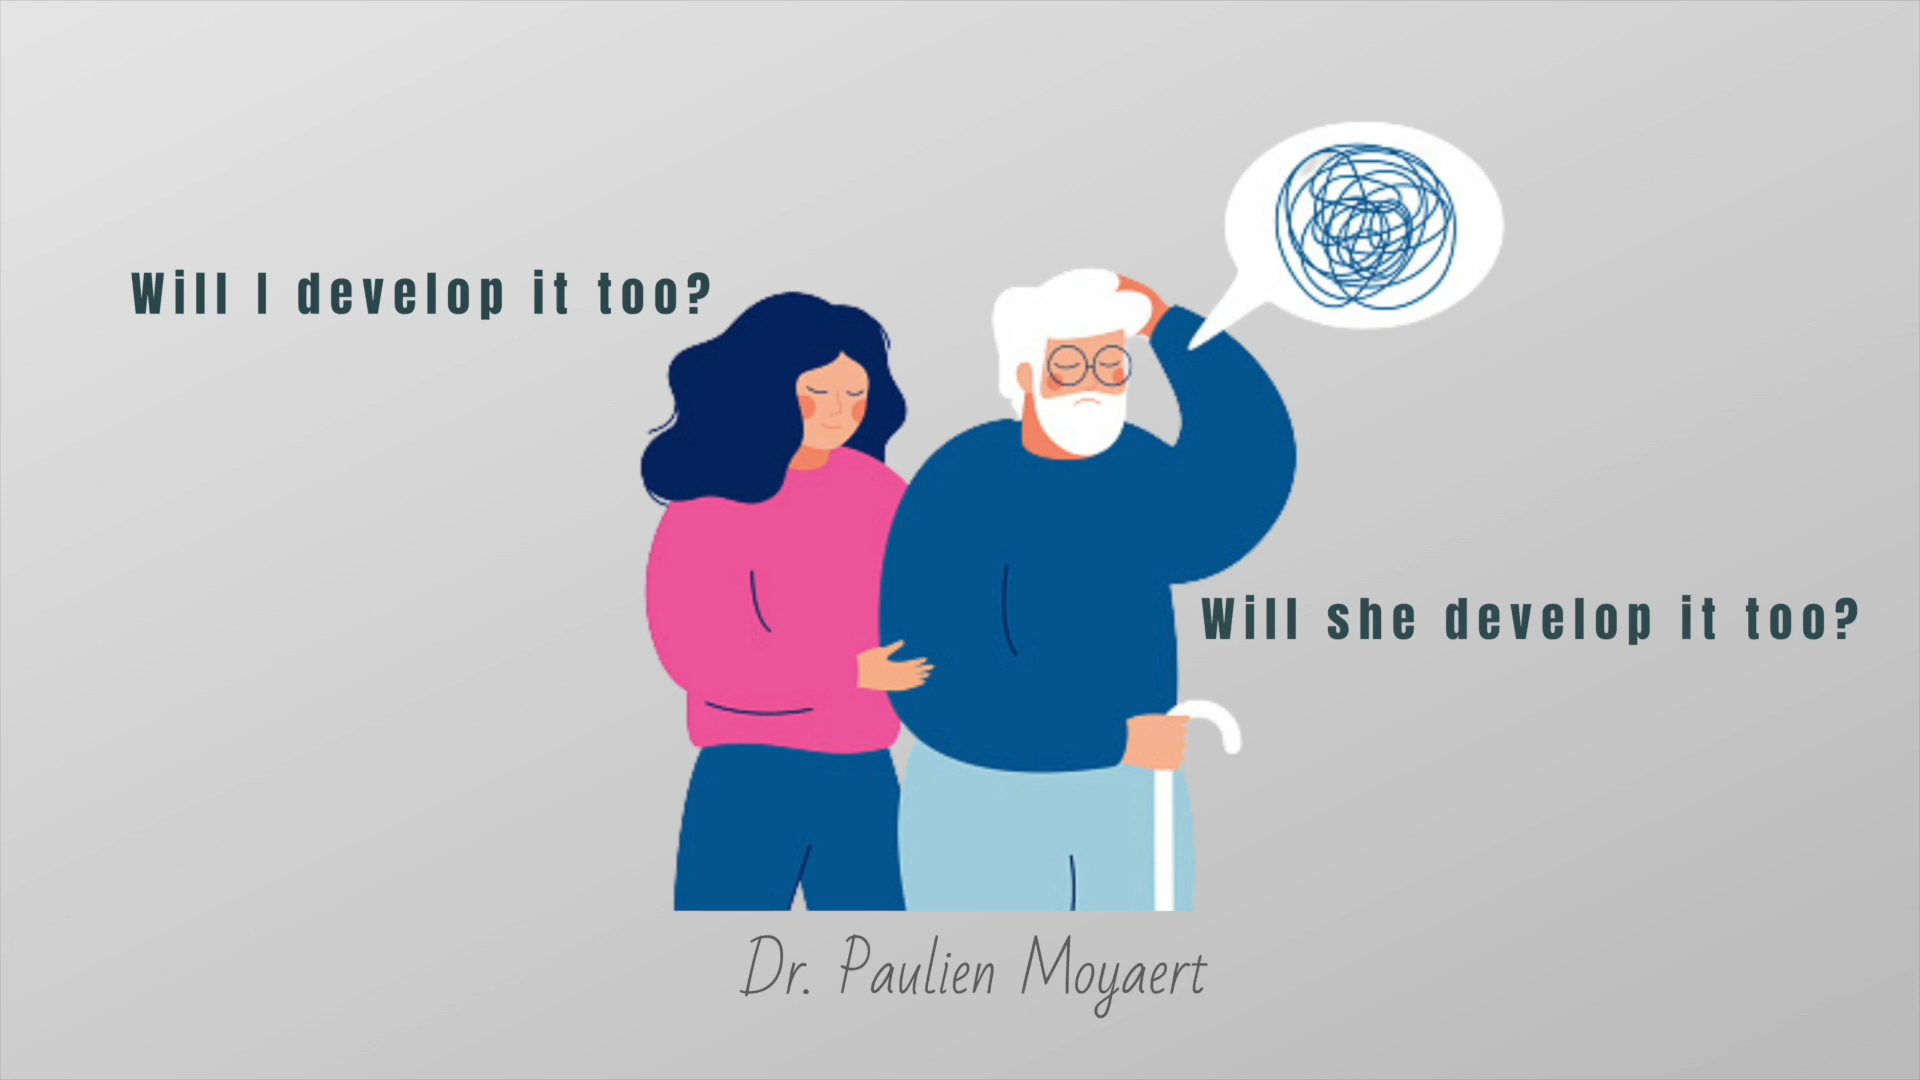 Will I develop it too?
Will she develop it too?
Dr. Paulien Moyaert